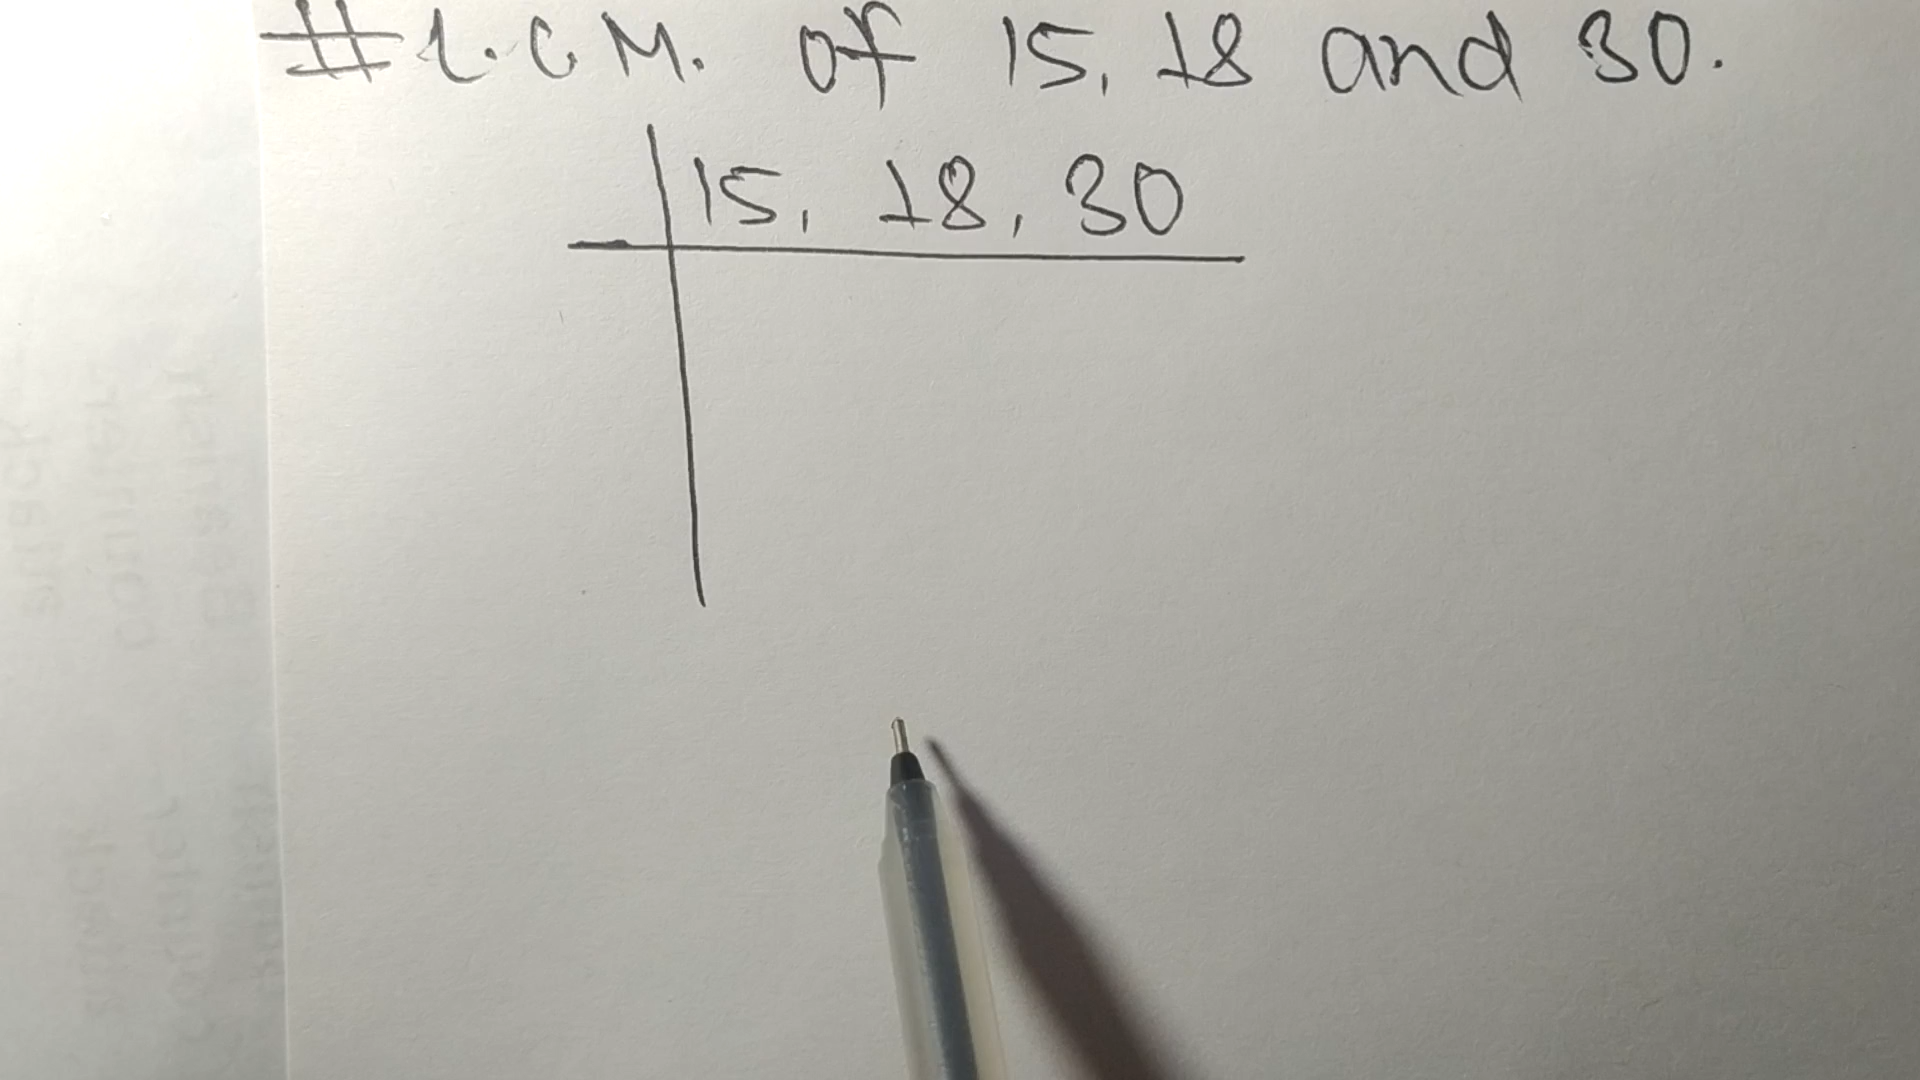 # L.C.M. of 15, 18 and 30.
15, 18, 30